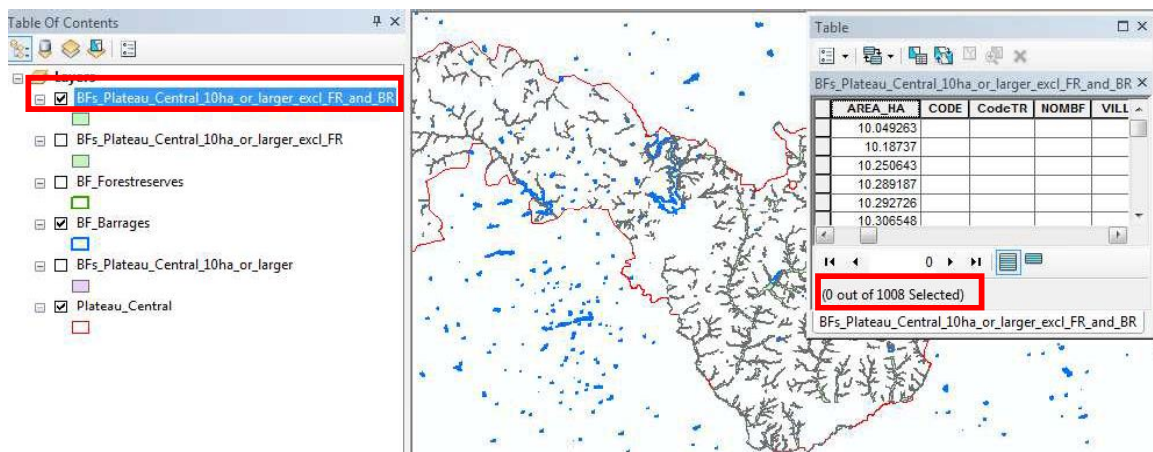 Table Of Contents
Layers
BFs_Plateau_Central_10ha_or_larger_excl_FR_and_BR
BFs_Plateau_Central_10ha_or_larger_excl_FR
BF_Forestreserves
BF_Barrages
BFs_Plateau_Central_10ha_or_larger
Plateau_Central
Table
BFs_Plateau_Central_10ha_or_larger_excl_FR_and_BR
AREA_HA CODE CodeTR NOMBF VILL
10.049263
10.18737
10.250643
10.289187
10.292726
10.306548
0
(0 out of 1008 Selected)
BFs_Plateau_Central_10ha_or_larger_excl_FR_and_BR